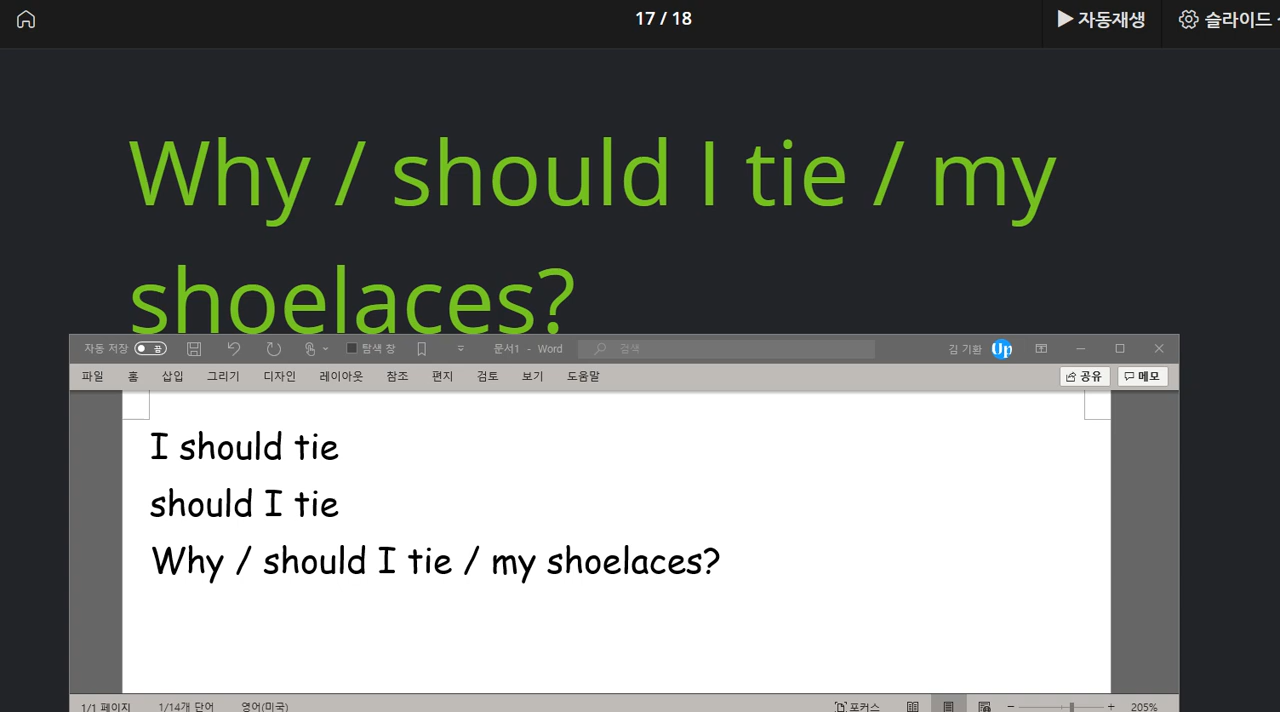 17 / 18
▶ 자동재생
슬라이드
Why / should I tie / my
shoelaces?
자동 저장 끔 탐색 창 문서1 - Word 검색 김 기환 Up
파일 홈 삽입 그리기 디자인 레이아웃 참조 편지 검토 보기 도움말 공유 메모
I should tie
should I tie
Why / should I tie / my shoelaces?
1/1 페이지 1/14개 단어 영어(미국) 포커스 205%